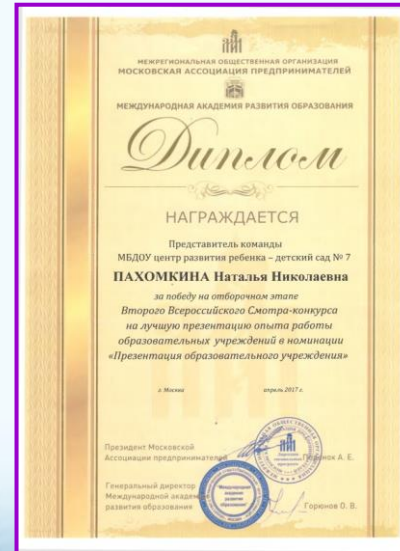 МЕЖРЕГИОНАЛЬНАЯ ОБЩЕСТВЕННАЯ ОРГАНИЗАЦИЯ
МОСКОВСКАЯ АССОЦИАЦИЯ ПРЕДПРИНИМАТЕЛЕЙ
МЕЖДУНАРОДНАЯ АКАДЕМИЯ РАЗВИТИЯ ОБРАЗОВАНИЯ
Диплом
НАГРАЖДАЕТСЯ
Представитель команды
МБДОУ центр развития ребенка – детский сад № 7
ПАХОМКИНА Наталья Николаевна
за победу на отборочном этапе
Второго Всероссийского Смотра-конкурса
на лучшую презентацию опыта работы
образовательных учреждений в номинации
«Презентация образовательного учреждения»
г. Москва апрель 2017 г.
Президент Московской
Ассоциации предпринимателей А. Е.
Генеральный директор
Международной академии
развития образования Горюнов О. В.